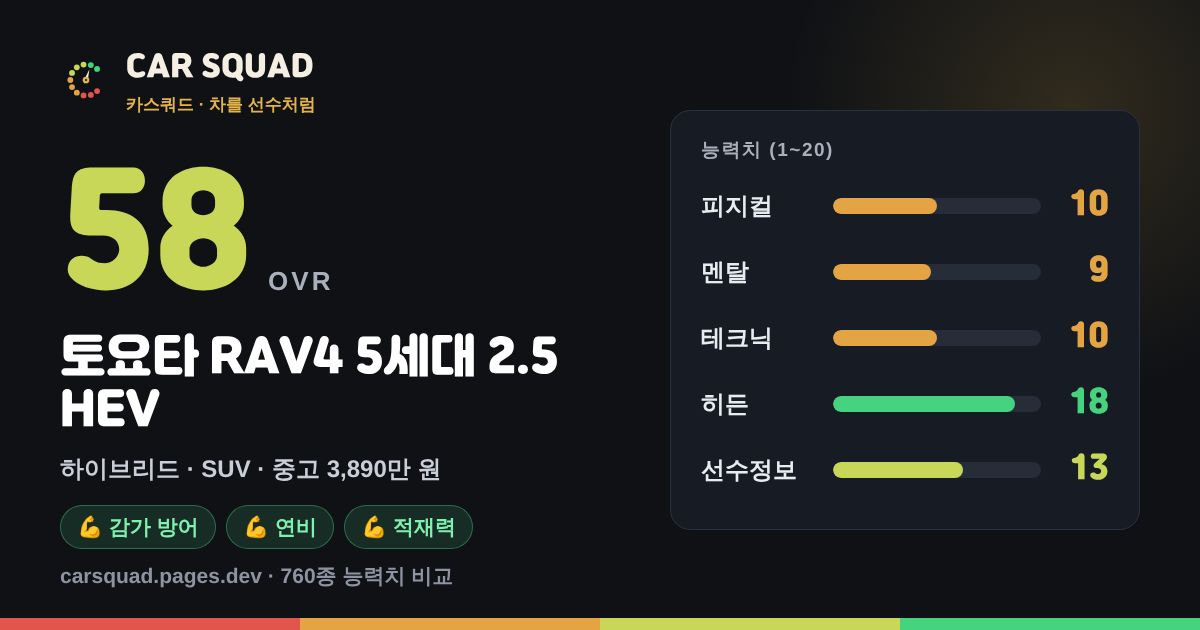 CAR SQUAD
카스쿼드 · 차를 선수처럼
58 OVR
토요타 RAV4 5세대 2.5
HEV
하이브리드 · SUV · 중고 3,890만 원
💪 감가 방어 💪 연비 💪 적재력
carsquad.pages.dev · 760종 능력치 비교
능력치 (1~20)
피지컬 10
멘탈 9
테크닉 10
히든 18
선수정보 13